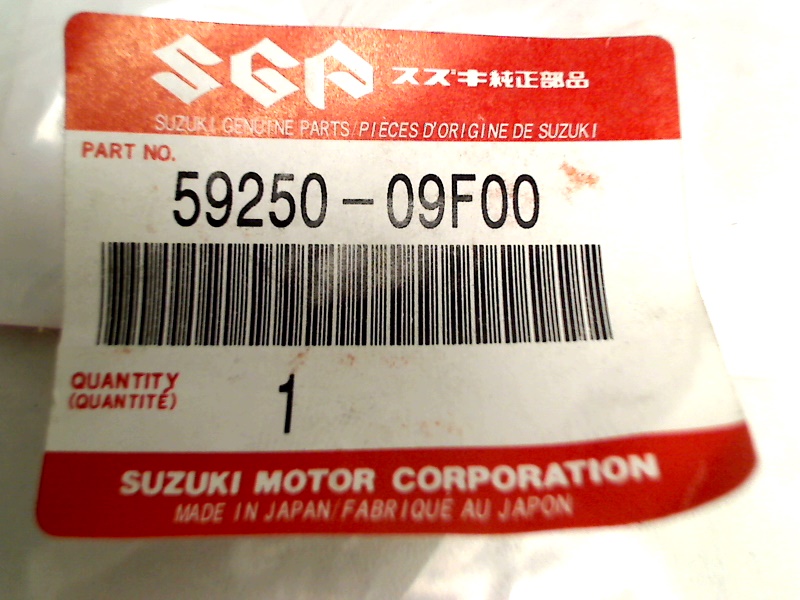 SGP スズキ純正部品
SUZUKI GENUINE PARTS/PIÈCES D'ORIGINE DE SUZUKI
PART NO.
59250-09F00
QUANTITY 1
(QUANTITÉ)
SUZUKI MOTOR CORPORATION
MADE IN JAPAN/FABRIQUE AU JAPON